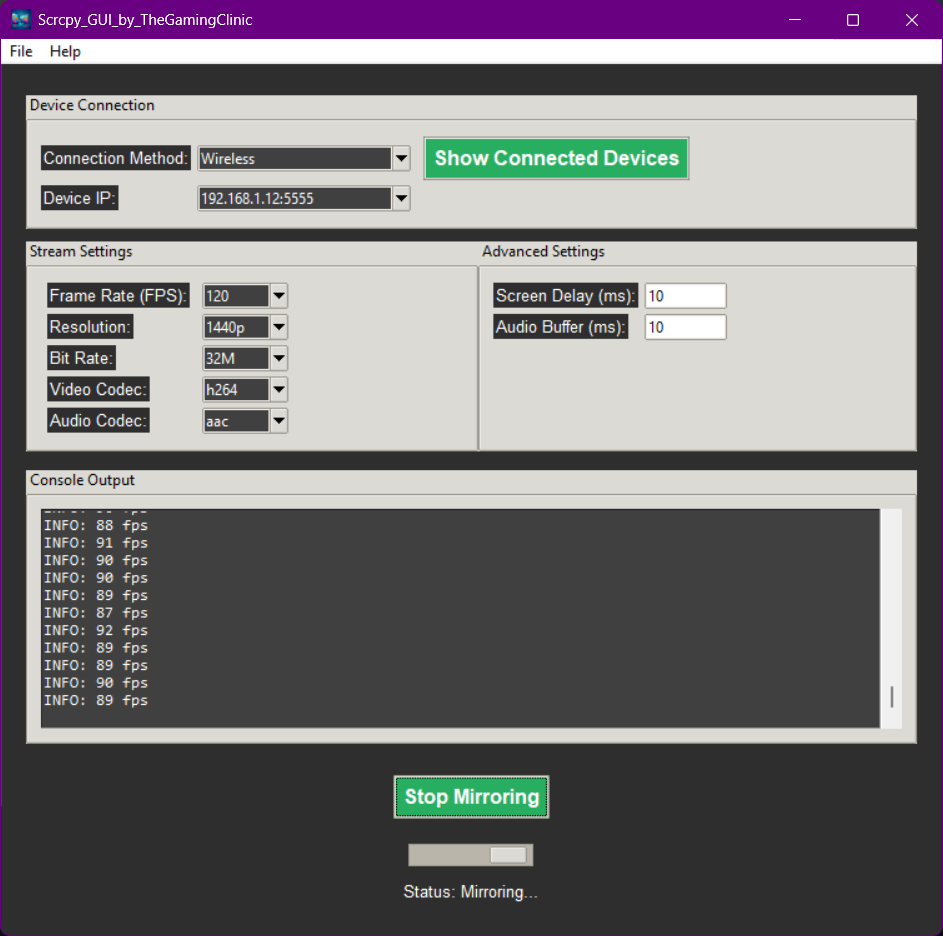 Scrcpy_GUI_by_TheGamingClinic
File Help
Device Connection
Connection Method: Wireless Show Connected Devices
Device IP: 192.168.1.12:5555
Stream Settings Advanced Settings
Frame Rate (FPS): 120 Screen Delay (ms): 10
Resolution: 1440p Audio Buffer (ms): 10
Bit Rate: 32M
Video Codec: h264
Audio Codec: aac
Console Output
INFO: 88 fps
INFO: 91 fps
INFO: 90 fps
INFO: 90 fps
INFO: 89 fps
INFO: 87 fps
INFO: 92 fps
INFO: 89 fps
INFO: 89 fps
INFO: 90 fps
INFO: 89 fps
Stop Mirroring
Status: Mirroring...